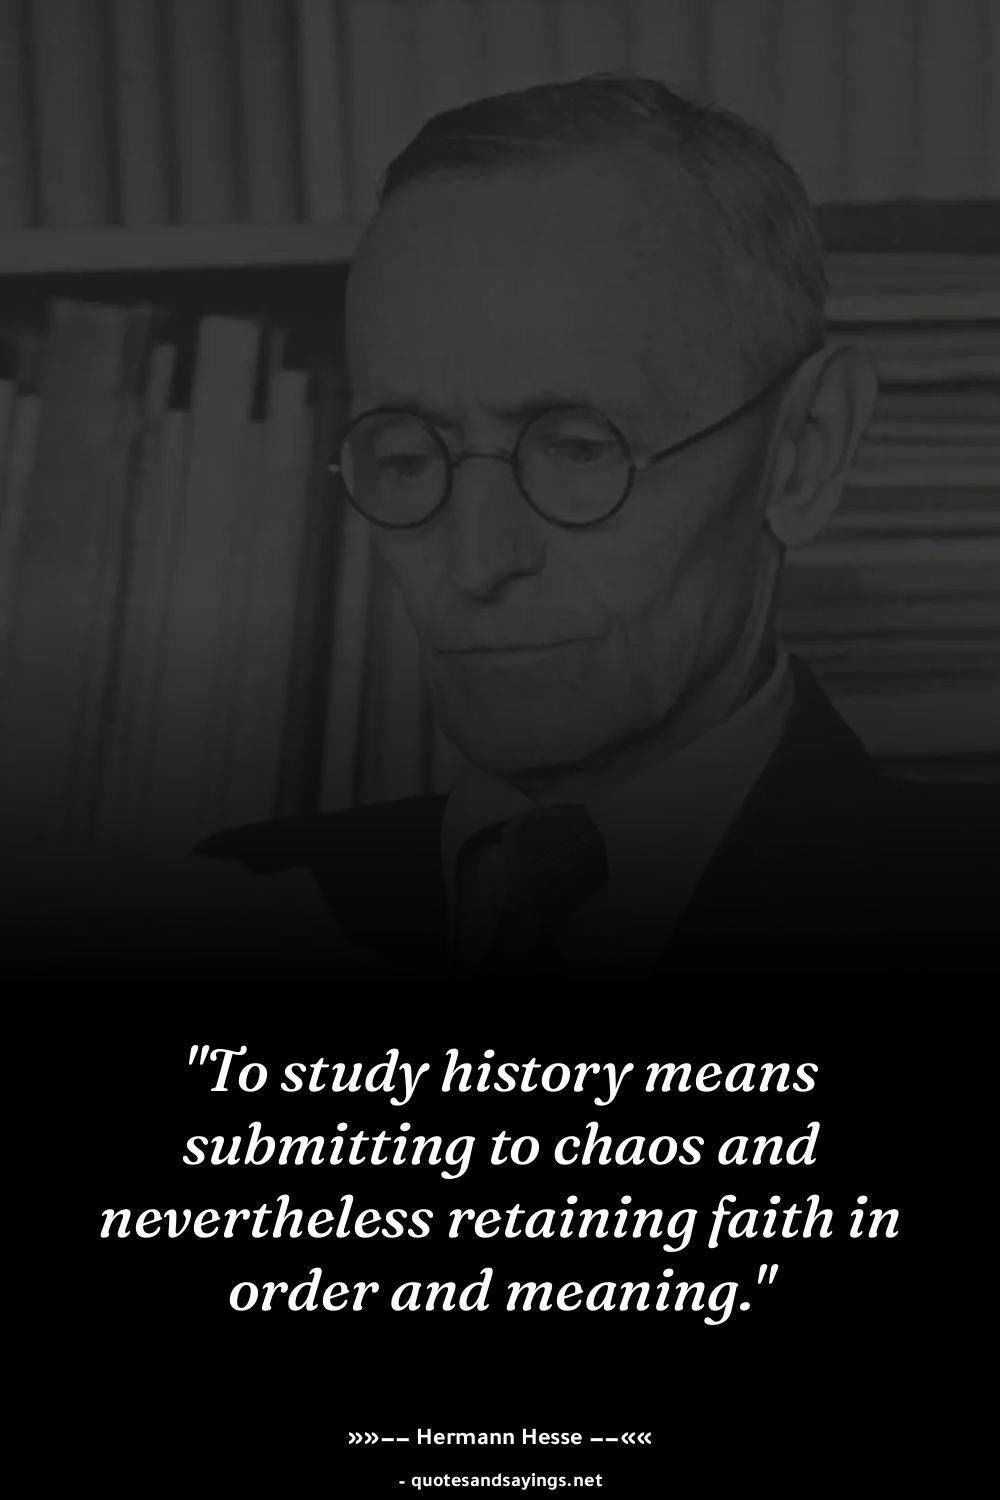 "To study history means
submitting to chaos and
nevertheless retaining faith in
order and meaning."
»»−− Hermann Hesse −−««
- quotesandsayings.net